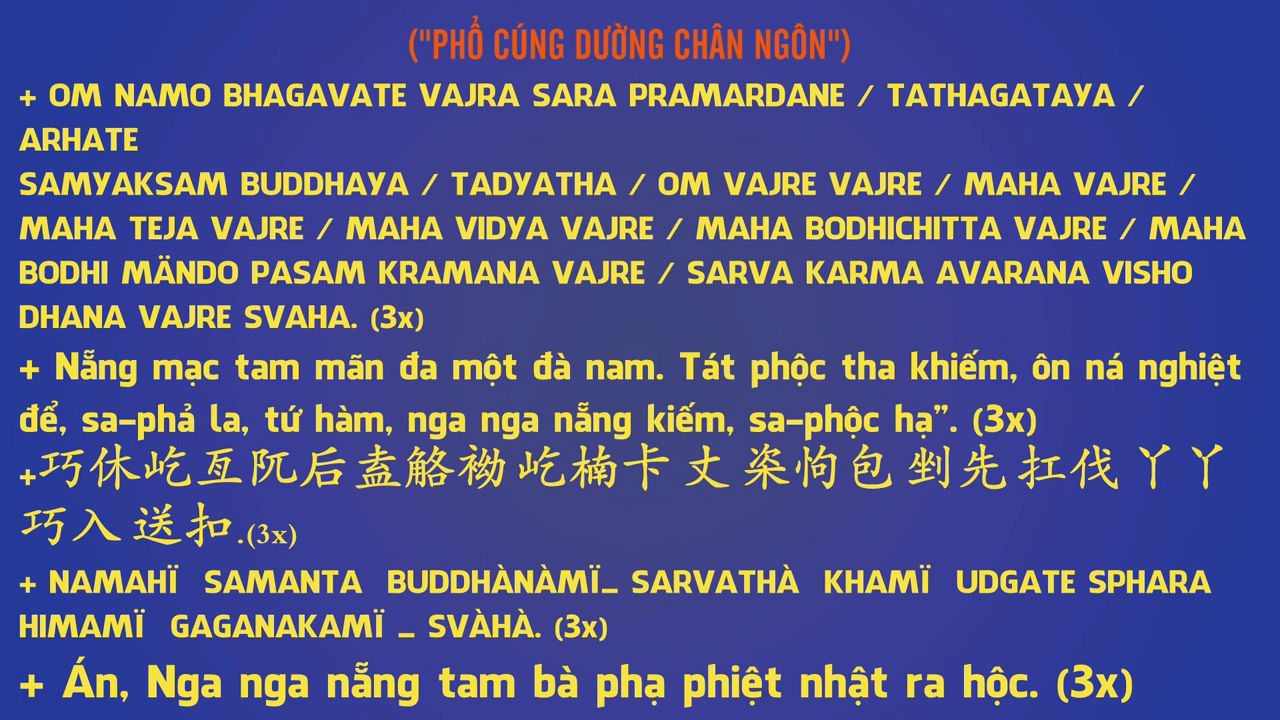 ("PHỔ CÚNG DƯỜNG CHÂN NGÔN")
+ OM NAMO BHAGAVATE VAJRA SARA PRAMARDANE / TATHAGATAYA /
ARHATE
SAMYAKSAM BUDDHAYA / TADYATHA / OM VAJRE VAJRE / MAHA VAJRE /
MAHA TEJA VAJRE / MAHA VIDYA VAJRE / MAHA BODHICHITTA VAJRE / MAHA
BODHI MÄNDO PASAM KRAMANA VAJRE / SARVA KARMA AVARANA VISHO
DHANA VAJRE SVAHA. (3x)
+ Nẵng mạc tam mãn đa một đà nam. Tát phộc tha khiếm, ôn ná nghiệt
để, sa-phả la, tứ hàm, nga nga nẵng kiếm, sa-phộc hạ”. (3x)
+巧休屹亙阢后盍觡袎屹楠卡丈楶怐包剉先扛伐丫丫
巧入送扣.(3x)
+ NAMAHÏ SAMANTA BUDDHÀNÀMÏ_ SARVATHÀ KHAMÏ UDGATE SPHARA
HIMAMÏ GAGANAKAMÏ _ SVÀHÀ. (3x)
+ Án, Nga nga nẵng tam bà phạ phiệt nhật ra hộc. (3x)